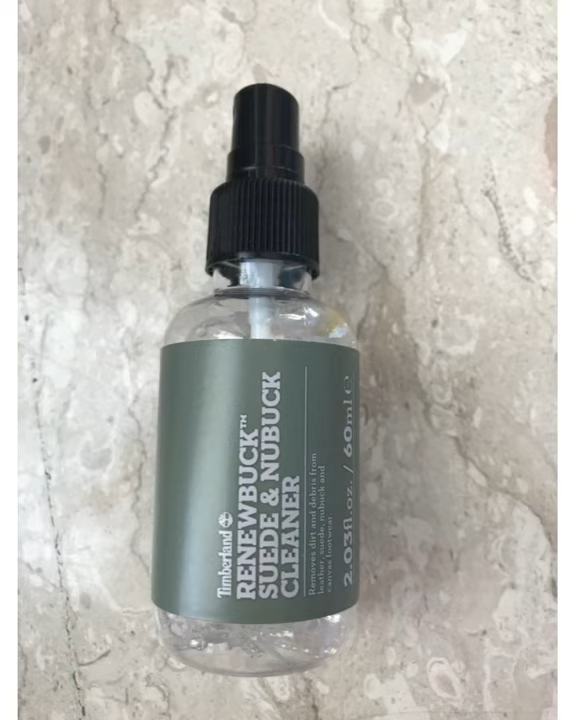 Timberland
RENEWBUCK™
SUEDE & NUBUCK
CLEANER
Removes dirt and debris from
leather, suede, nubuck and
canvas footwear
2.03fl.oz. / 60ml ℮